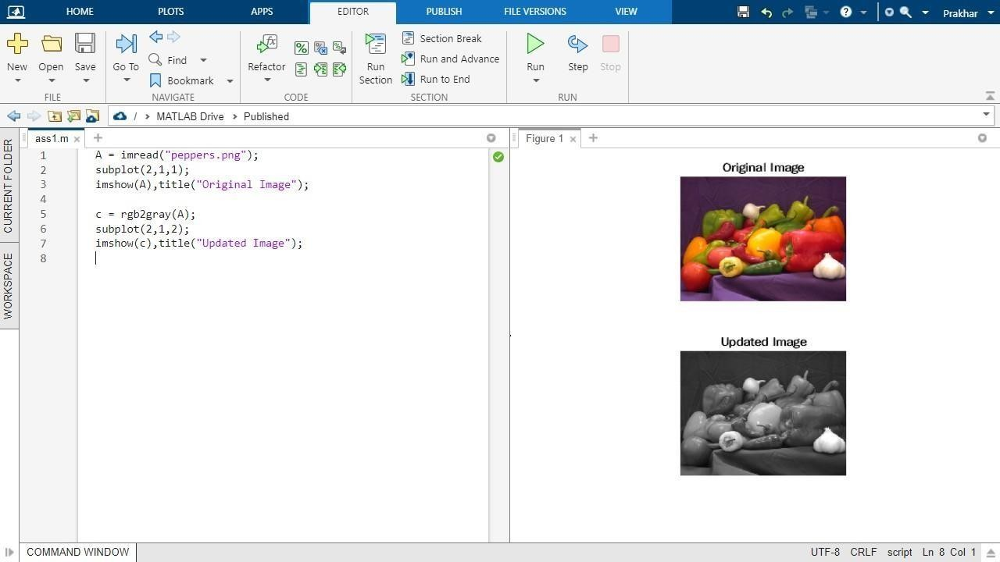 HOME PLOTS APPS EDITOR PUBLISH FILE VERSIONS VIEW Prakhar
New Open Save Go To Find Bookmark Refactor Run Section Section Break Run and Advance Run to End Run Step Stop
FILE NAVIGATE CODE SECTION RUN
/ › MATLAB Drive › Published
CURRENT FOLDER
WORKSPACE
ass1.m × +
1 A = imread("peppers.png");
2 subplot(2,1,1);
3 imshow(A),title("Original Image");
4
5 c = rgb2gray(A);
6 subplot(2,1,2);
7 imshow(c),title("Updated Image");
8
Figure 1 × +
Original Image
Updated Image
COMMAND WINDOW
UTF-8 CRLF script Ln 8 Col 1